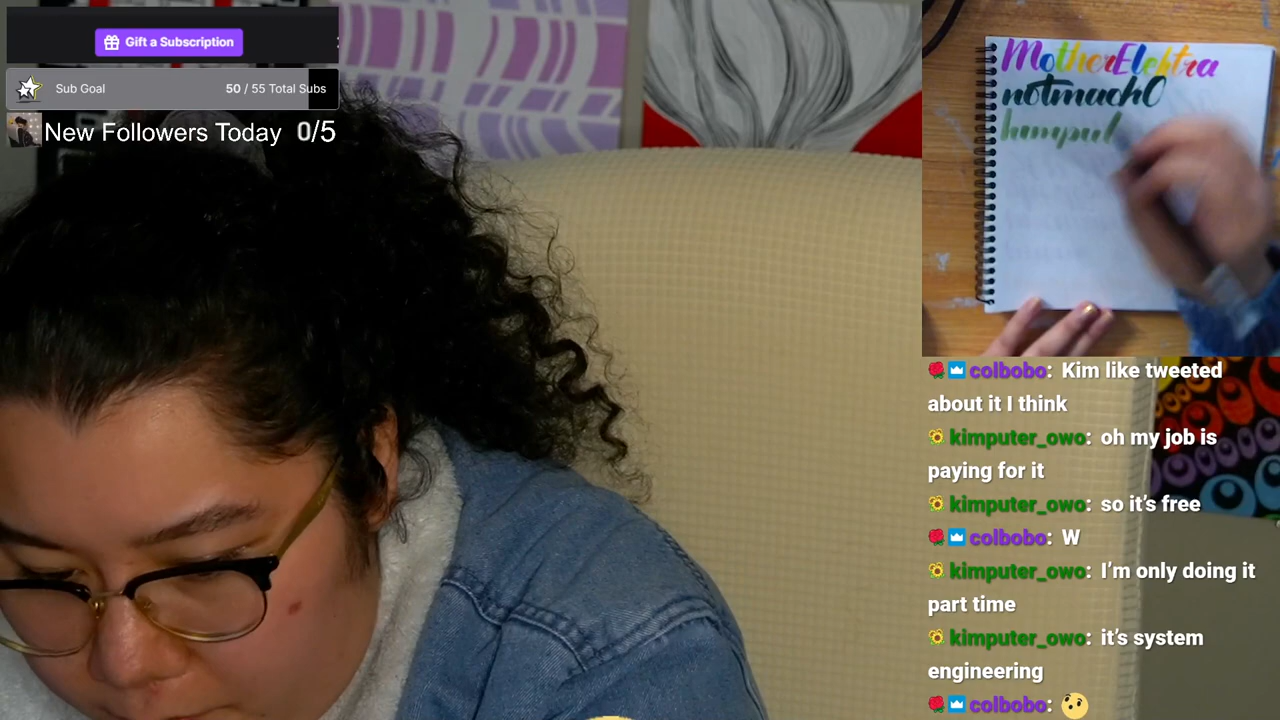 Gift a Subscription
Sub Goal
50 / 55 Total Subs
New Followers Today 0/5
MotherElektra
notmach0
kimput
colbobo: Kim like tweeted
about it I think
kimputer_owo: oh my job is
paying for it
kimputer_owo: so it's free
colbobo: W
kimputer_owo: I'm only doing it
part time
kimputer_owo: it's system
engineering
colbobo: